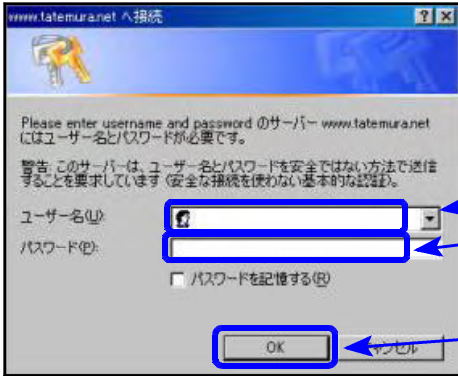 www.tatemura.net へ接続
Please enter username and password のサーバー www.tatemura.net
にはユーザー名とパスワードが必要です。
警告: このサーバーは、ユーザー名とパスワードを安全ではない方法で送信
することを要求しています (安全な接続を使わない基本的な認証)。
ユーザー名(U):
パスワード(P):
パスワードを記憶する(R)
OK
キャンセル